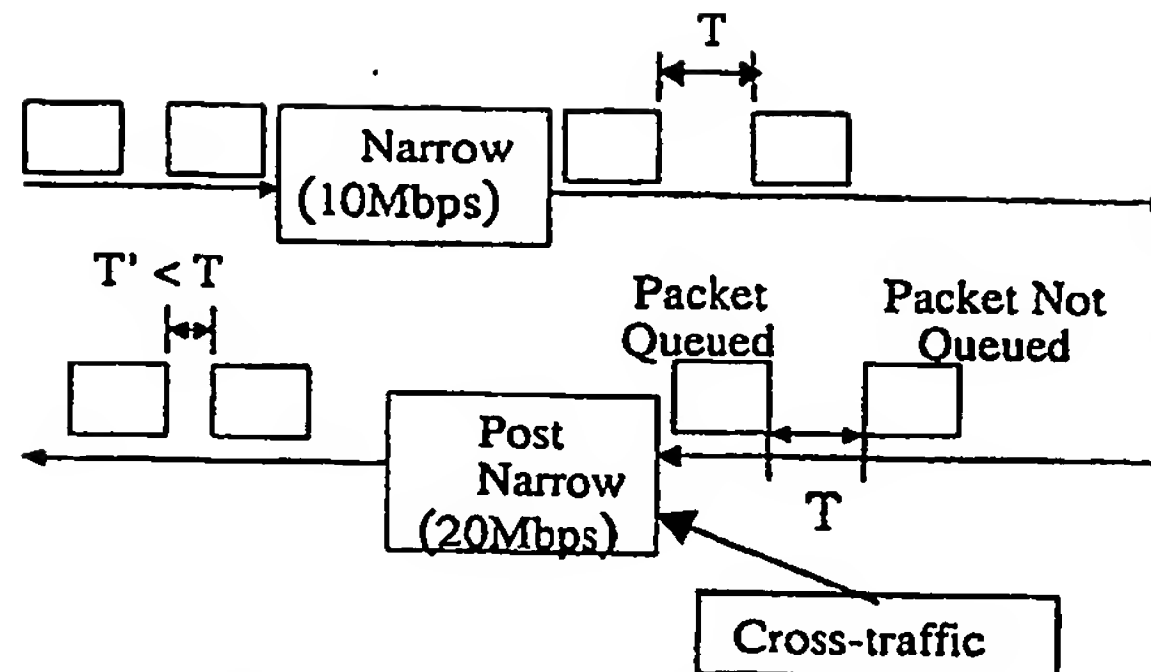 T
Narrow
(10Mbps)
T' < T
Packet
Queued
Packet Not
Queued
Post
Narrow
(20Mbps)
T
Cross-traffic